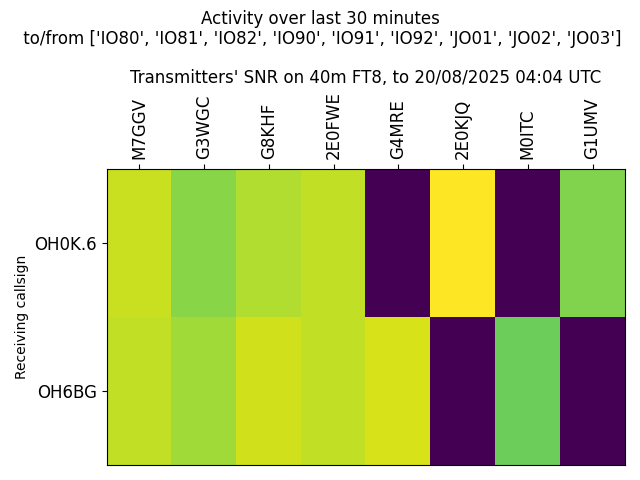 Activity over last 30 minutes
to/from ['IO80', 'IO81', 'IO82', 'IO90', 'IO91', 'IO92', 'JO01', 'JO02', 'JO03']
Transmitters' SNR on 40m FT8, to 20/08/2025 04:04 UTC
M7GGV
G3WGC
G8KHF
2E0FWE
G4MRE
2E0KJQ
M0ITC
G1UMV
Receiving callsign
OH0K.6
OH6BG